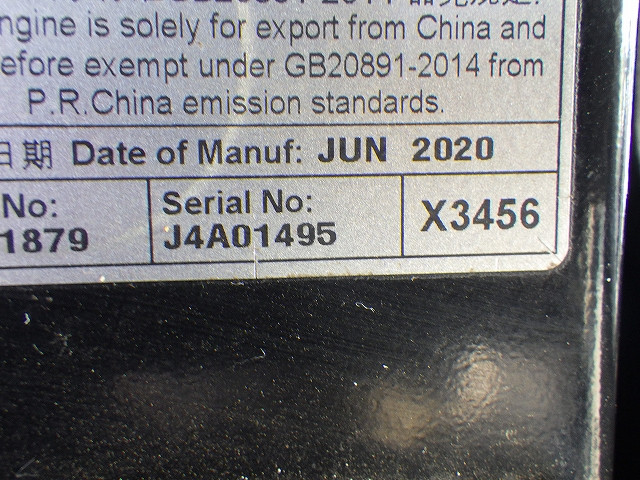 ngine is solely for export from China and
efore exempt under GB20891-2014 from
P.R.China emission standards.
日期 Date of Manuf: JUN 2020
No: Serial No:
1879 J4A01495 X3456